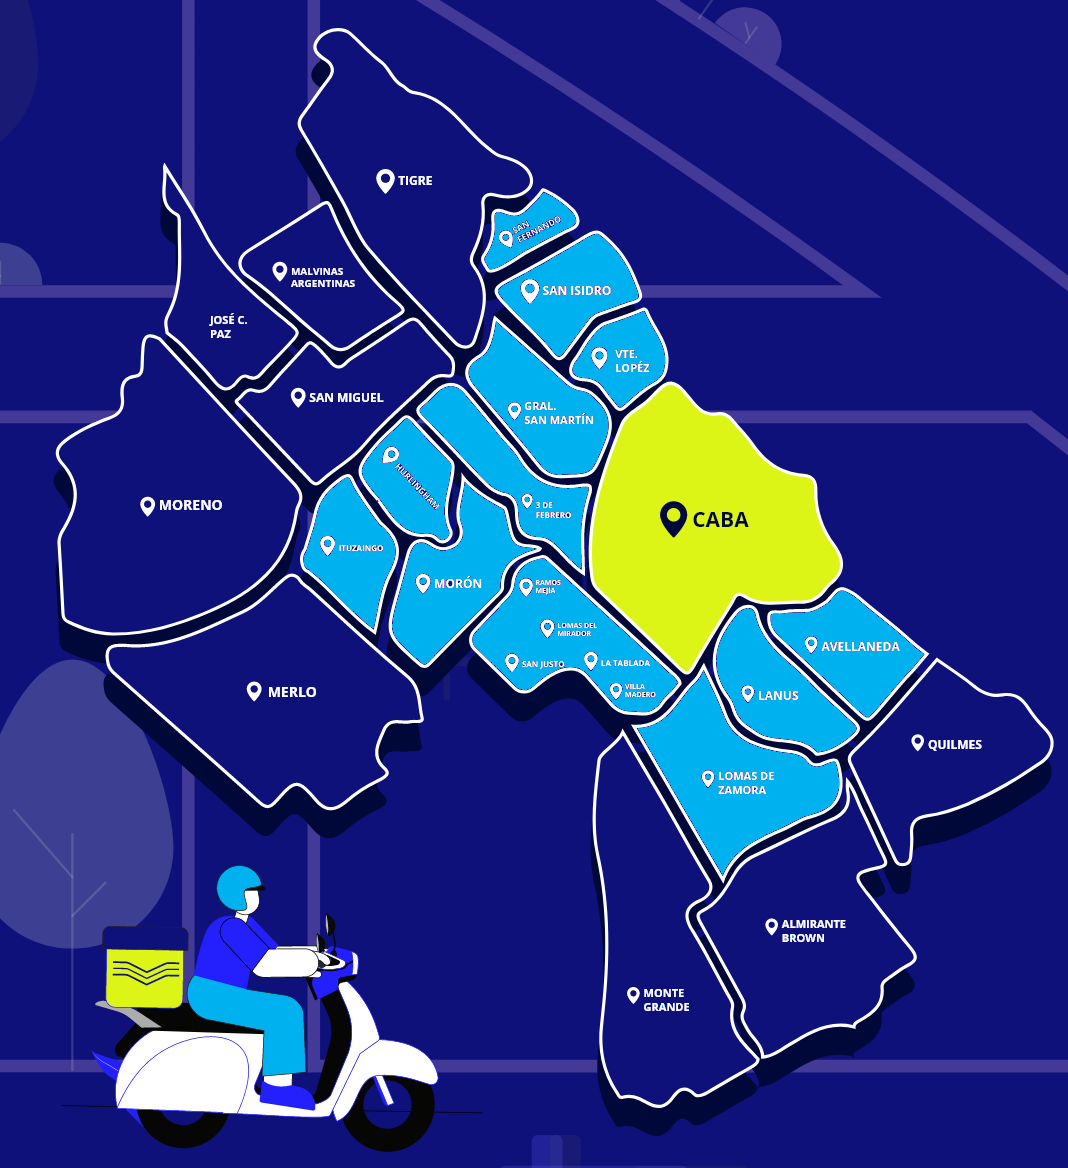 TIGRE
SAN
FERNANDO
MALVINAS
ARGENTINAS
SAN ISIDRO
JOSÉ C.
PAZ
VTE.
LOPÉZ
SAN MIGUEL
GRAL.
SAN MARTÍN
HURLINGHAM
MORENO
3 DE
FEBRERO
CABA
ITUZAINGO
MORÓN
RAMOS
MEJIA
LOMAS DEL
MIRADOR
AVELLANEDA
SAN JUSTO
LA TABLADA
VILLA
MADERO
MERLO
LANUS
QUILMES
LOMAS DE
ZAMORA
ALMIRANTE
BROWN
MONTE
GRANDE